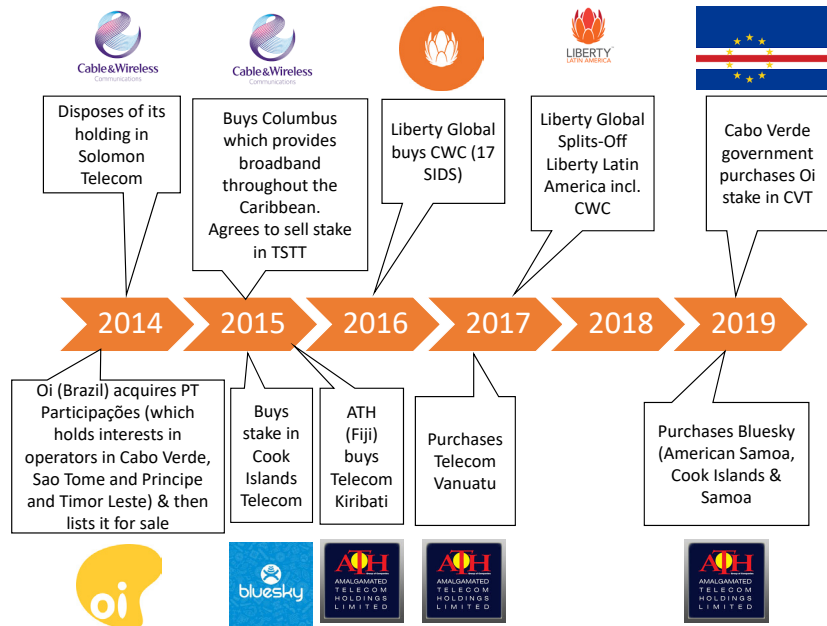 Cable&Wireless
Communications
Cable&Wireless
Communications
LIBERTY
LATIN AMERICA
Disposes of its
holding in
Solomon
Telecom
Buys Columbus
which provides
broadband
throughout the
Caribbean.
Agrees to sell stake
in TSTT
Liberty Global
buys CWC (17
SIDS)
Liberty Global
Splits-Off
Liberty Latin
America incl.
CWC
Cabo Verde
government
purchases Oi
stake in CVT
2014
2015
2016
2017
2018
2019
Oi (Brazil) acquires PT
Participações (which
holds interests in
operators in Cabo Verde,
Sao Tome and Principe
and Timor Leste) & then
lists it for sale
Buys
stake in
Cook
Islands
Telecom
ATH
(Fiji)
buys
Telecom
Kiribati
Purchases
Telecom
Vanuatu
Purchases Bluesky
(American Samoa,
Cook Islands &
Samoa
oi
bluesky
ATH
AMALGAMATED
TELECOM
HOLDINGS
LIMITED
ATH
AMALGAMATED
TELECOM
HOLDINGS
LIMITED
ATH
AMALGAMATED
TELECOM
HOLDINGS
LIMITED